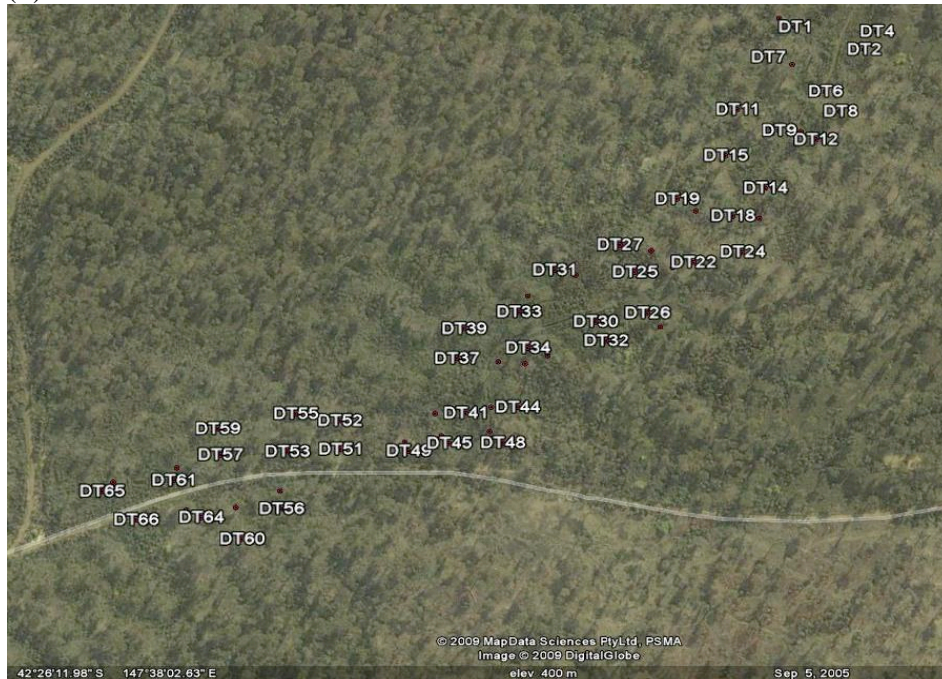 DT1
DT4
DT2
DT7
DT6
DT11
DT8
DT9
DT12
DT15
DT14
DT19
DT18
DT27
DT24
DT22
DT31
DT25
DT33
DT26
DT30
DT39
DT32
DT34
DT37
DT44
DT55
DT41
DT52
DT59
DT45
DT48
DT51
DT49
DT53
DT57
DT61
DT65
DT56
DT64
DT66
DT60
© 2009 MapData Sciences PtyLtd, PSMA
Image © 2009 DigitalGlobe
42°26'11.98" S 147°38'02.63" E elev 400 m Sep 5, 2005